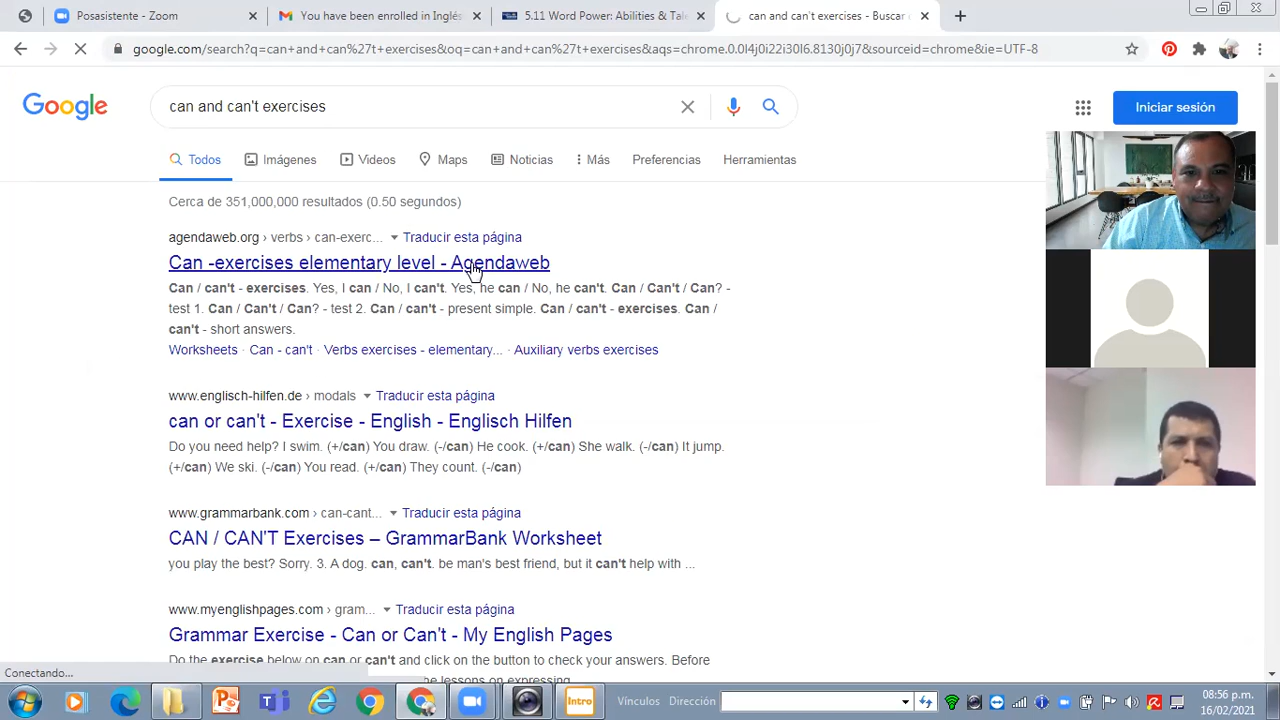 Posasistente - Zoom
You have been enrolled in Inglés
5.11 Word Power: Abilities & Tale
can and can't exercises - Buscar
google.com/search?q=can+and+can%27t+exercises&oq=can+and+can%27t+exercises&aqs=chrome.0.0l4j0i22i30l6.8130j0j7&sourceid=chrome&ie=UTF-8
Google
can and can't exercises
Iniciar sesión
Todos
Imágenes
Videos
Maps
Noticias
Más
Preferencias
Herramientas
Cerca de 351,000,000 resultados (0.50 segundos)
agendaweb.org › verbs › can-exerc... Traducir esta página
Can -exercises elementary level - Agendaweb
Can / can't - exercises. Yes, I can / No, I can't. Yes, he can / No, he can't. Can / Can't / Can? -
test 1. Can / Can't / Can? - test 2. Can / can't - present simple. Can / can't - exercises. Can /
can't - short answers.
Worksheets · Can - can't · Verbs exercises - elementary... · Auxiliary verbs exercises
www.englisch-hilfen.de › modals Traducir esta página
can or can't - Exercise - English - Englisch Hilfen
Do you need help? I swim. (+/can) You draw. (-/can) He cook. (+/can) She walk. (-/can) It jump.
(+/can) We ski. (-/can) You read. (+/can) They count. (-/can)
www.grammarbank.com › can-cant... Traducir esta página
CAN / CAN'T Exercises – GrammarBank Worksheet
you play the best? Sorry. 3. A dog. can, can't. be man's best friend, but it can't help with ...
www.myenglishpages.com › gram... Traducir esta página
Grammar Exercise - Can or Can't - My English Pages
Do the exercise below on can or can't and click on the button to check your answers. Before
he lessons on expressing
Conectando...
Intro
Vínculos
Dirección
08:56 p.m.
16/02/2021